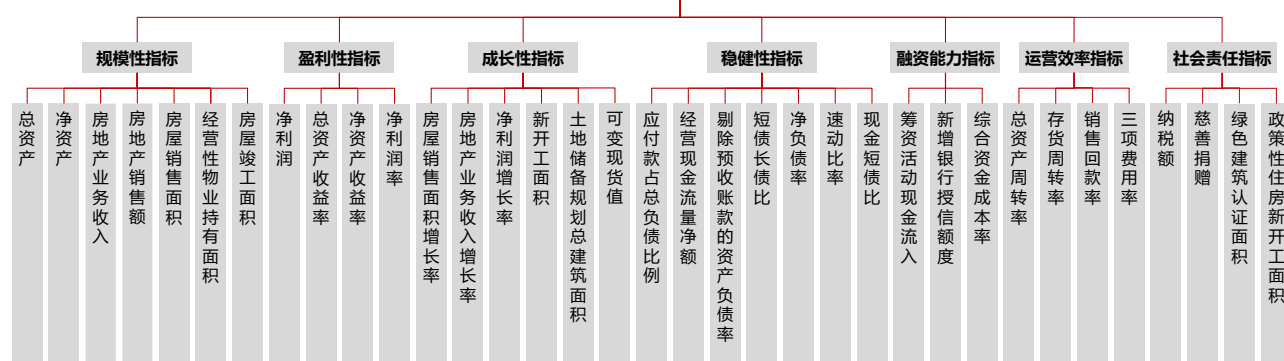 规模性指标
盈利性指标
成长性指标
稳健性指标
融资能力指标
运营效率指标
社会责任指标
总资产
净资产
房地产业务收入
房地产销售额
房屋销售面积
经营性物业持有面积
房屋竣工面积
净利润
总资产收益率
净资产收益率
净利润率
房屋销售面积增长率
房地产业务收入增长率
净利润增长率
新开工面积
土地储备规划总建筑面积
可变现货值
应付款占总负债比例
经营现金流量净额
剔除预收账款的资产负债率
短债长债比
净负债率
速动比率
现金短债比
筹资活动现金流入
新增银行授信额度
综合资金成本率
总资产周转率
存货周转率
销售回款率
三项费用率
纳税额
慈善捐赠
绿色建筑认证面积
政策性住房新开工面积